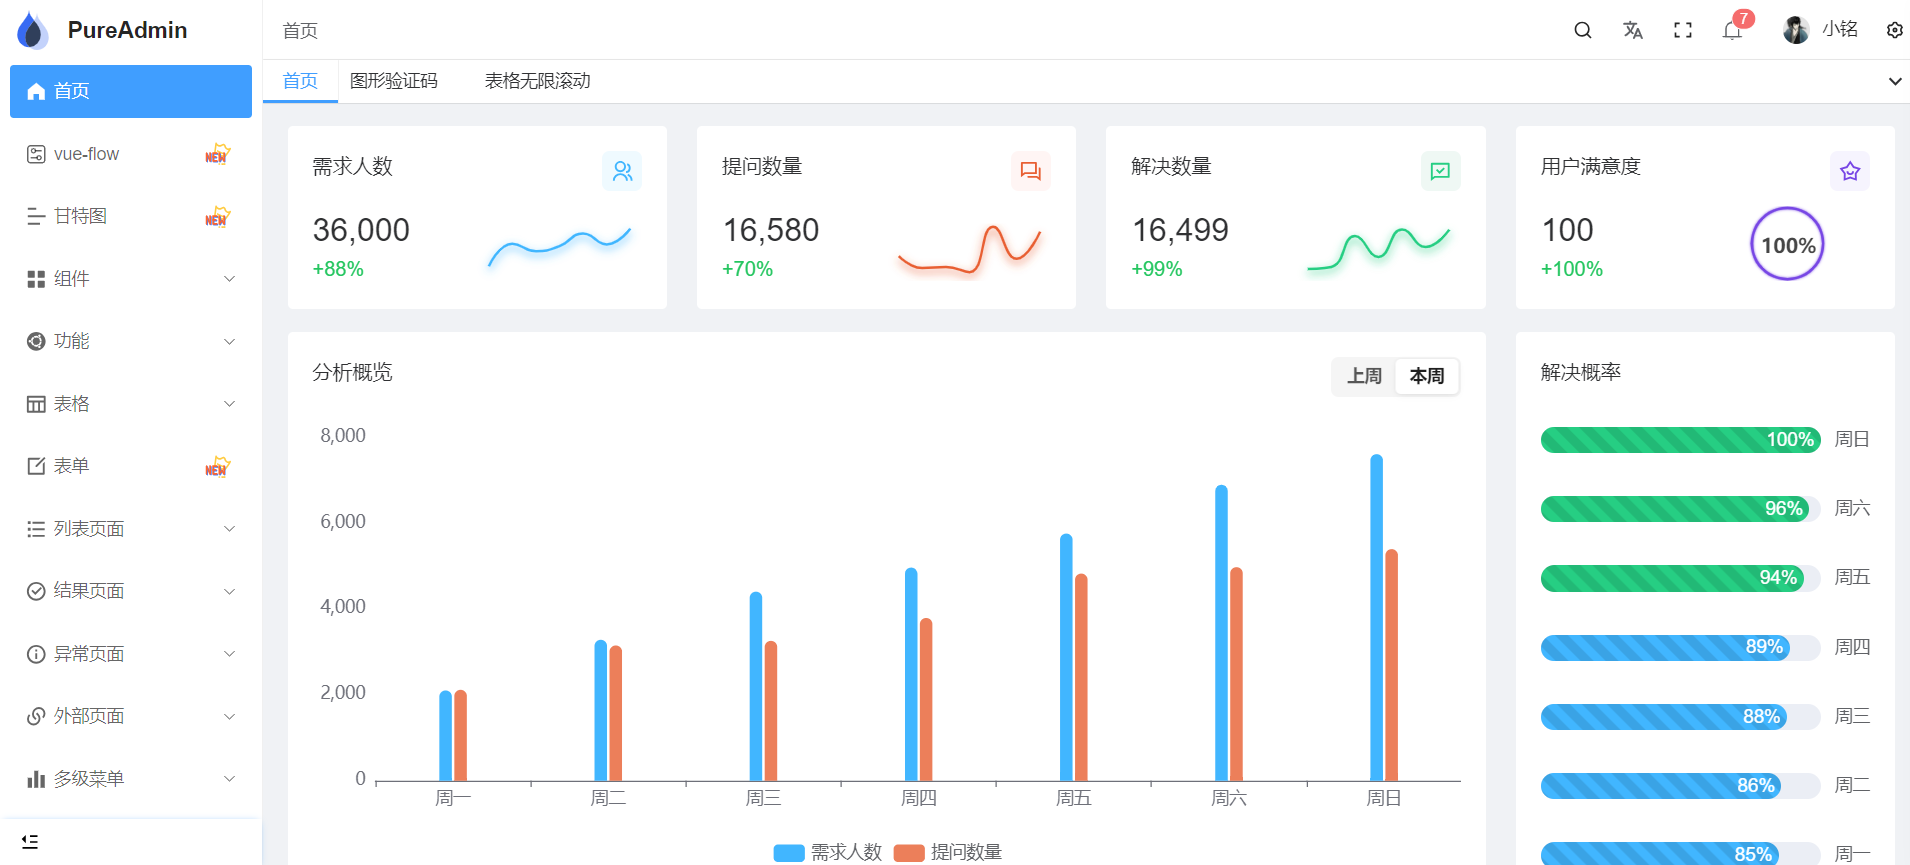 PureAdmin
首页
vue-flow
NEW
甘特图
NEW
组件
功能
表格
表单
NEW
列表页面
结果页面
异常页面
外部页面
多级菜单
首页
7
小铭
首页
图形验证码
表格无限滚动
需求人数
36,000
+88%
提问数量
16,580
+70%
解决数量
16,499
+99%
用户满意度
100
+100%
100%
分析概览
上周
本周
8,000
6,000
4,000
2,000
0
周一
周二
周三
周四
周五
周六
周日
需求人数
提问数量
解决概率
100% 周日
96% 周六
94% 周五
89% 周四
88% 周三
86% 周二
85% 周一